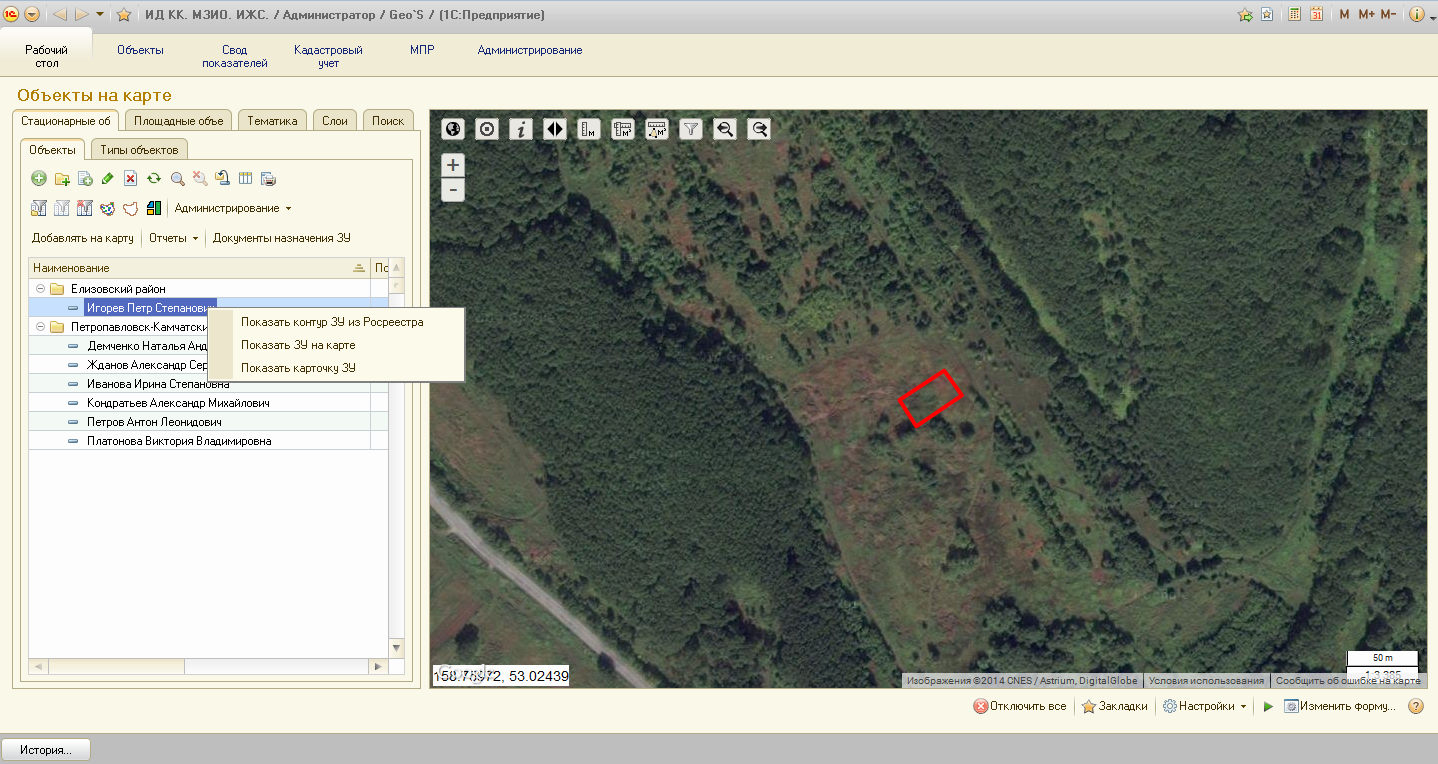 ИД КК. МЗИО. ИЖС. / Администратор / Geo`S / (1С:Предприятие)
M M+ M-
Рабочий стол
Объекты
Свод показателей
Кадастровый учет
МПР
Администрирование
Объекты на карте
Стационарные об
Площадные объе
Тематика
Слои
Поиск
Объекты
Типы объектов
Администрирование
Добавлять на карту
Отчеты
Документы назначения ЗУ
Наименование
По
Елизовский район
Игорев Петр Степанович
Петропавловск-Камчатски
Демченко Наталья Анд
Жданов Александр Сер
Иванова Ирина Степановна
Кондратьев Александр Михайлович
Петров Антон Леонидович
Платонова Виктория Владимировна
Показать контур ЗУ из Росреестра
Показать ЗУ на карте
Показать карточку ЗУ
+
-
Google
158.78972, 53.02439
50 m
Изображения ©2014 CNES / Astrium, DigitalGlobe
Условия использования
Сообщить об ошибке на карте
Отключить все
Закладки
Настройки
Изменить форму...
История...